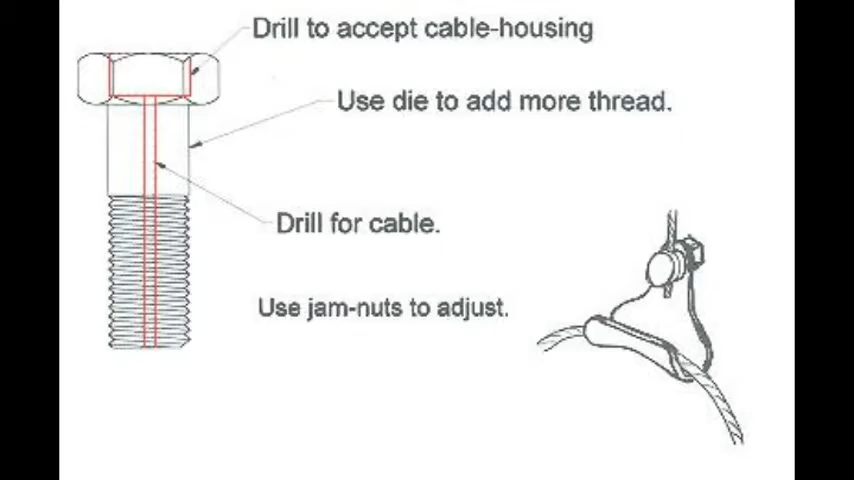 Drill to accept cable-housing
Use die to add more thread.
Drill for cable.
Use jam-nuts to adjust.